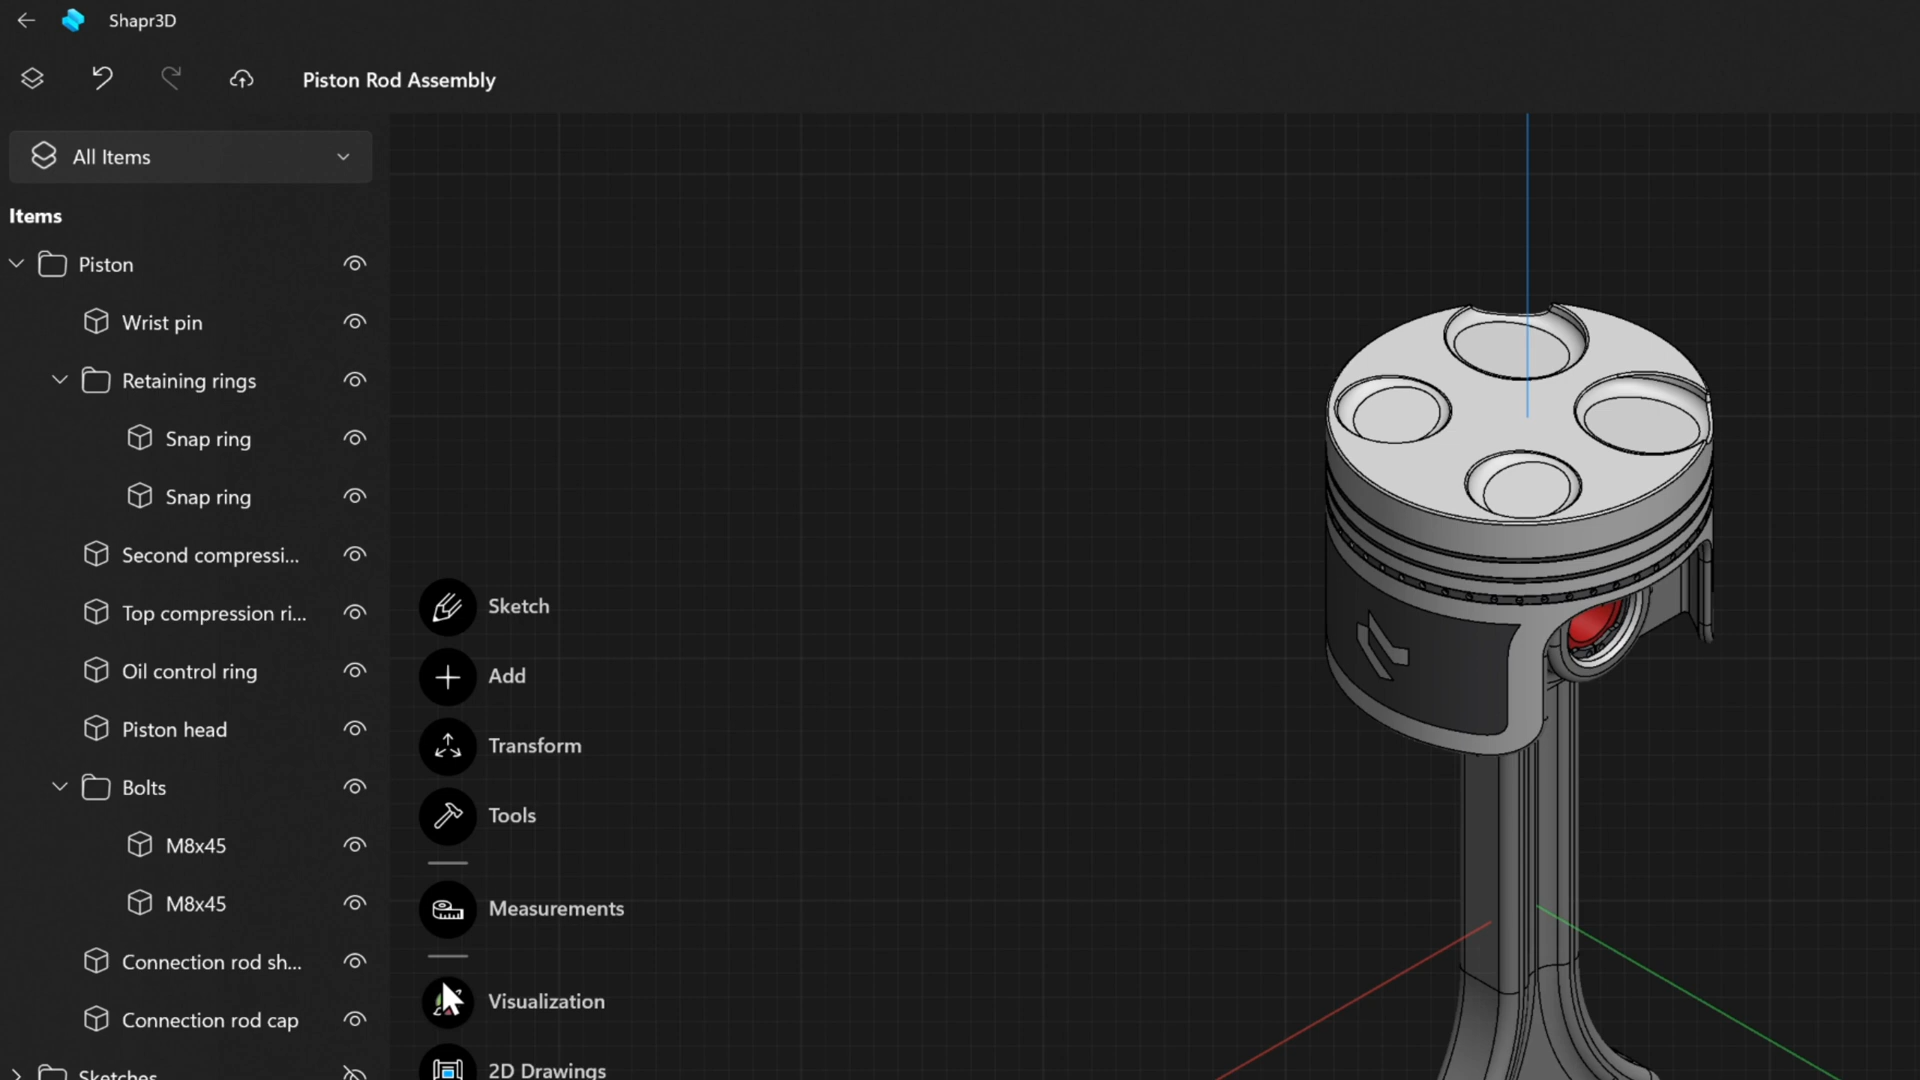 Shapr3D
Piston Rod Assembly
All Items
Items
Piston
Wrist pin
Retaining rings
Snap ring
Snap ring
Second compressi...
Top compression ri...
Oil control ring
Piston head
Bolts
M8x45
M8x45
Connection rod sh...
Connection rod cap
Sketches
Sketch
Add
Transform
Tools
Measurements
Visualization
2D Drawings